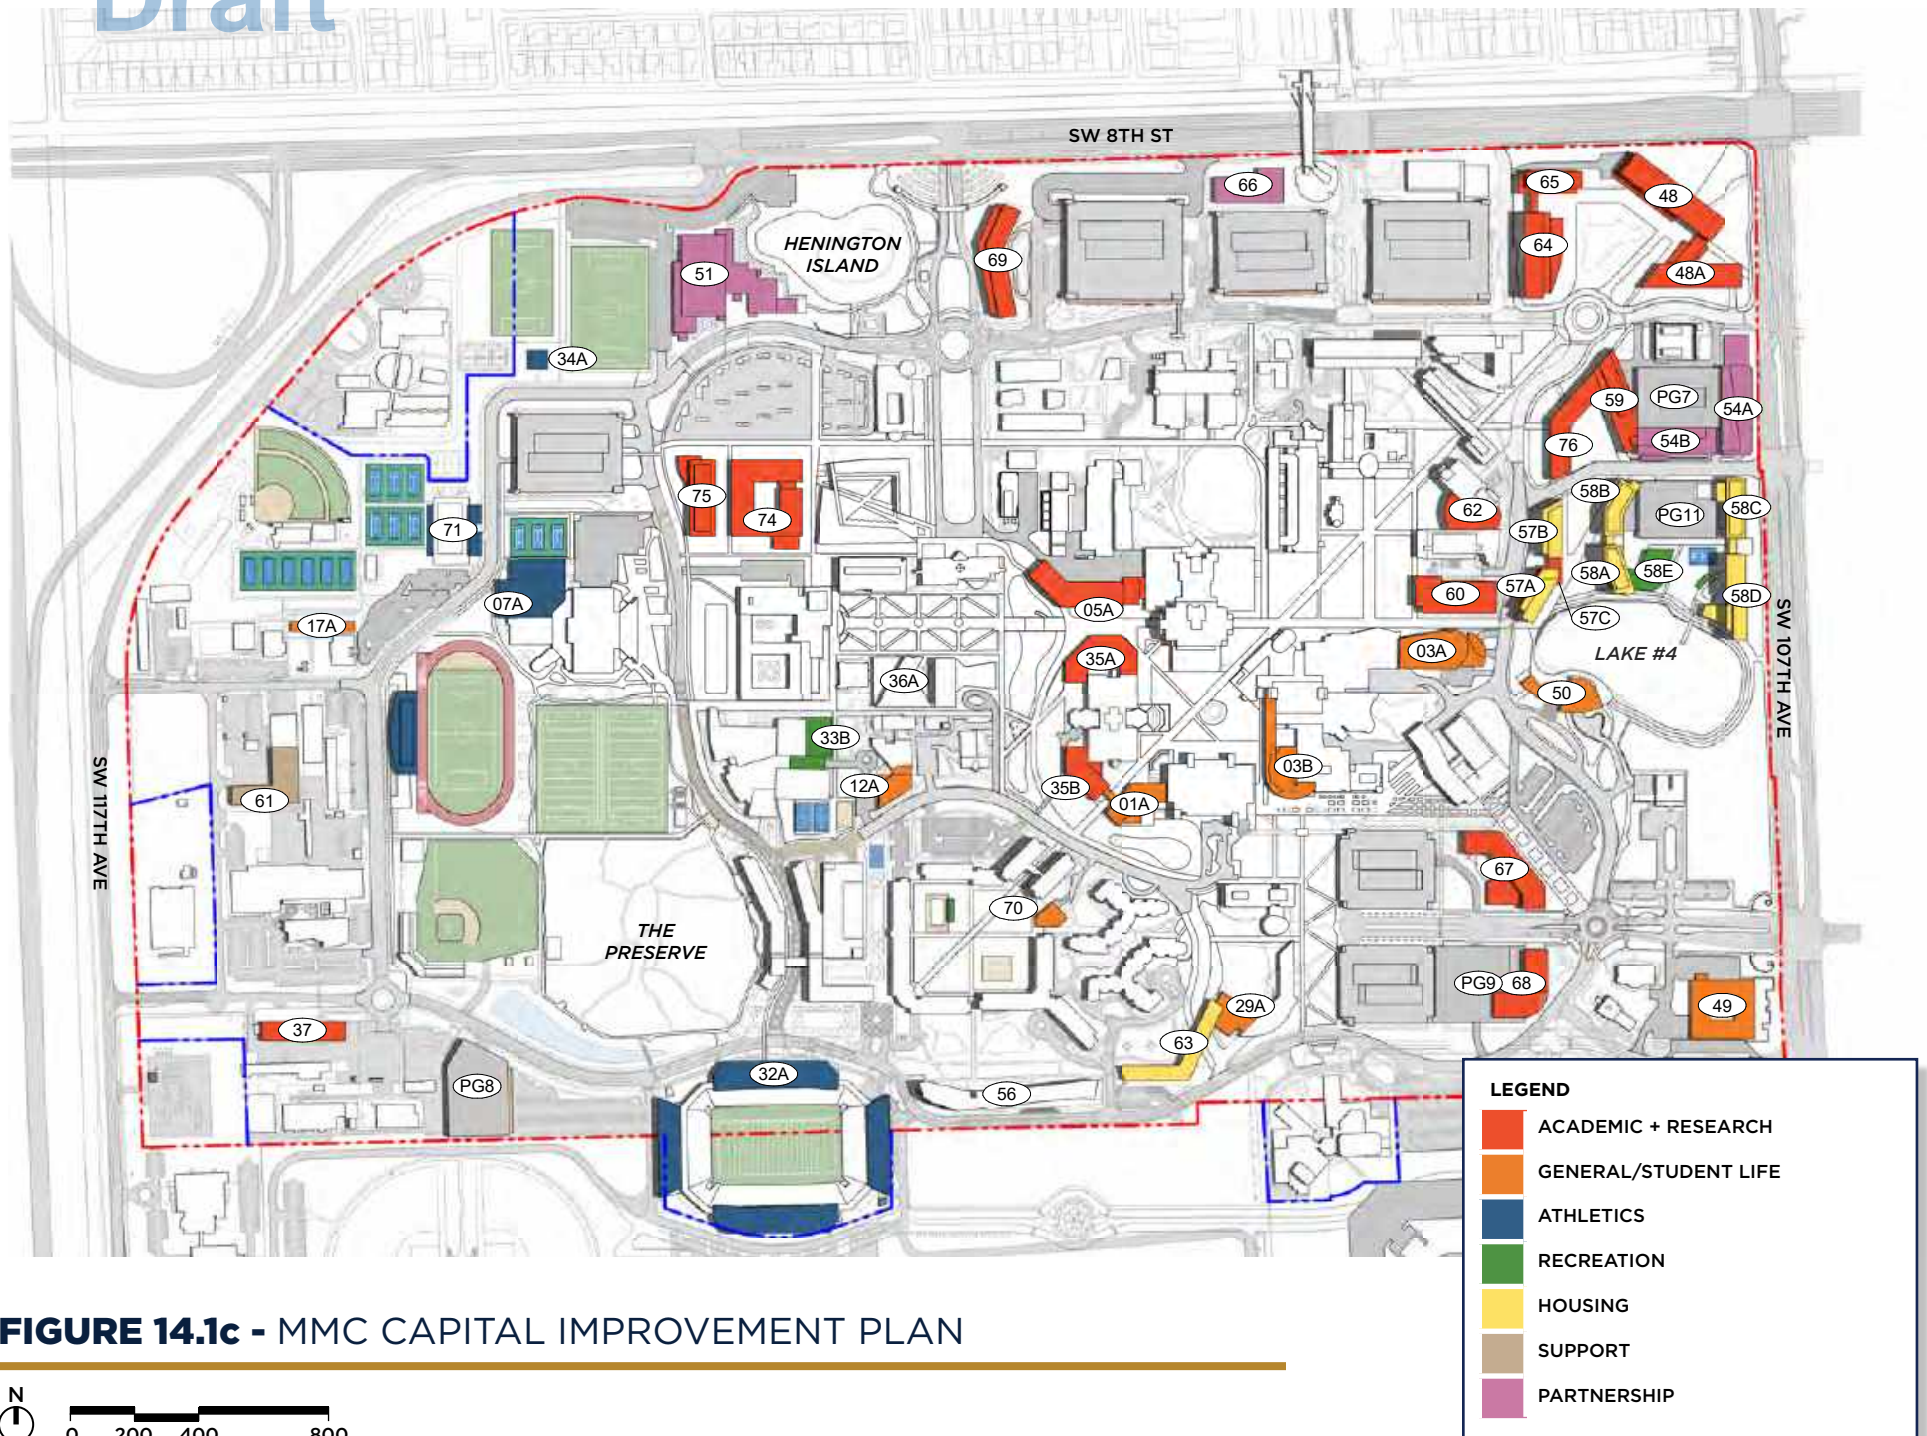 Draft
SW 8TH ST
66
65
48
64
48A
69
HENINGTON
ISLAND
51
34A
59
PG7
54A
54B
76
75
74
71
62
58B
58C
PG11
57B
58A
58E
57A
58D
57C
60
07A
05A
17A
03A
LAKE #4
35A
36A
50
SW 107TH AVE
33B
12A
35B
01A
03B
SW 117TH AVE
61
67
70
THE
PRESERVE
PG9
68
49
29A
63
37
32A
PG8
56
LEGEND
ACADEMIC + RESEARCH
GENERAL/STUDENT LIFE
ATHLETICS
RECREATION
HOUSING
SUPPORT
PARTNERSHIP
FIGURE 14.1c - MMC CAPITAL IMPROVEMENT PLAN
N
0 200 400 800